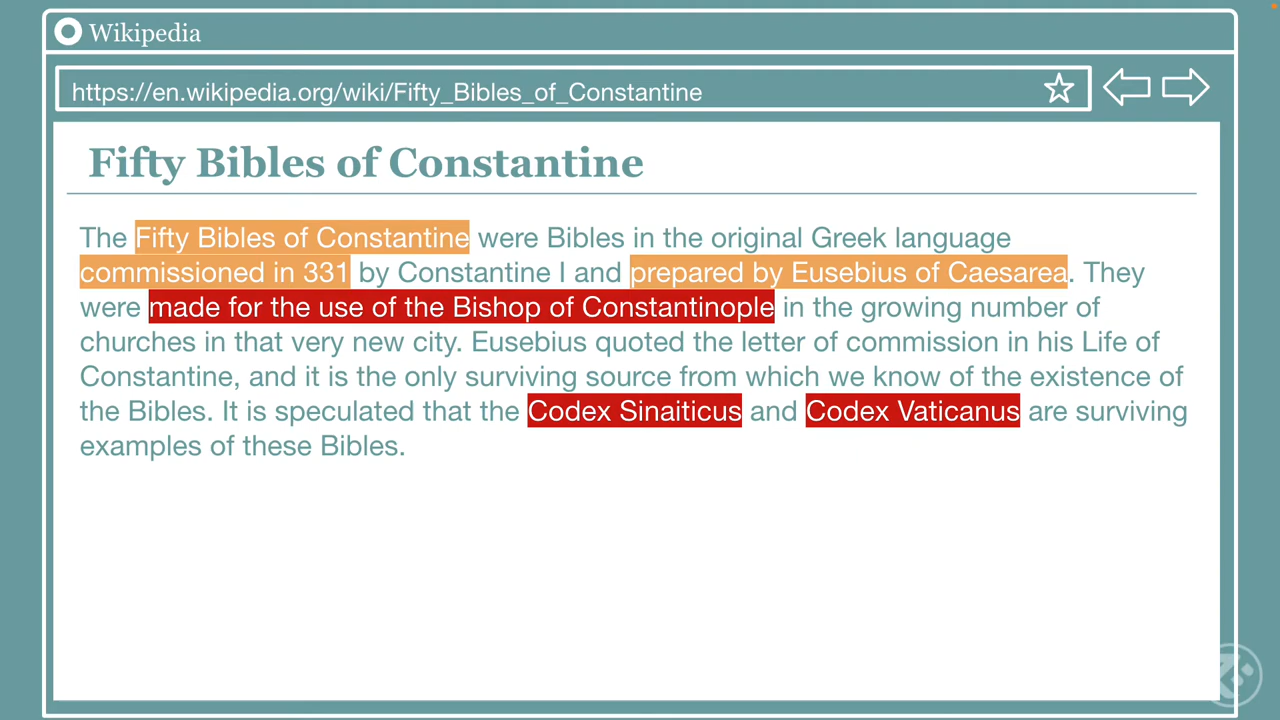 Wikipedia
https://en.wikipedia.org/wiki/Fifty_Bibles_of_Constantine
Fifty Bibles of Constantine
The Fifty Bibles of Constantine were Bibles in the original Greek language
commissioned in 331 by Constantine I and prepared by Eusebius of Caesarea. They
were made for the use of the Bishop of Constantinople in the growing number of
churches in that very new city. Eusebius quoted the letter of commission in his Life of
Constantine, and it is the only surviving source from which we know of the existence of
the Bibles. It is speculated that the Codex Sinaiticus and Codex Vaticanus are surviving
examples of these Bibles.